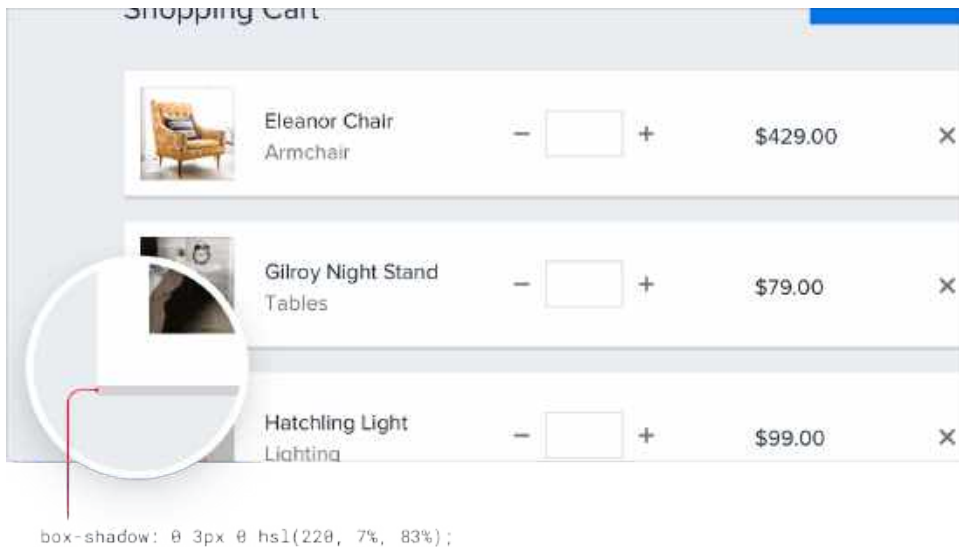 Shopping Cart
Eleanor Chair
Armchair
− + $429.00 ×
Gilroy Night Stand
Tables
− + $79.00 ×
Hatchling Light
Lighting
− + $99.00 ×
box-shadow: 0 3px 0 hsl(220, 7%, 83%);